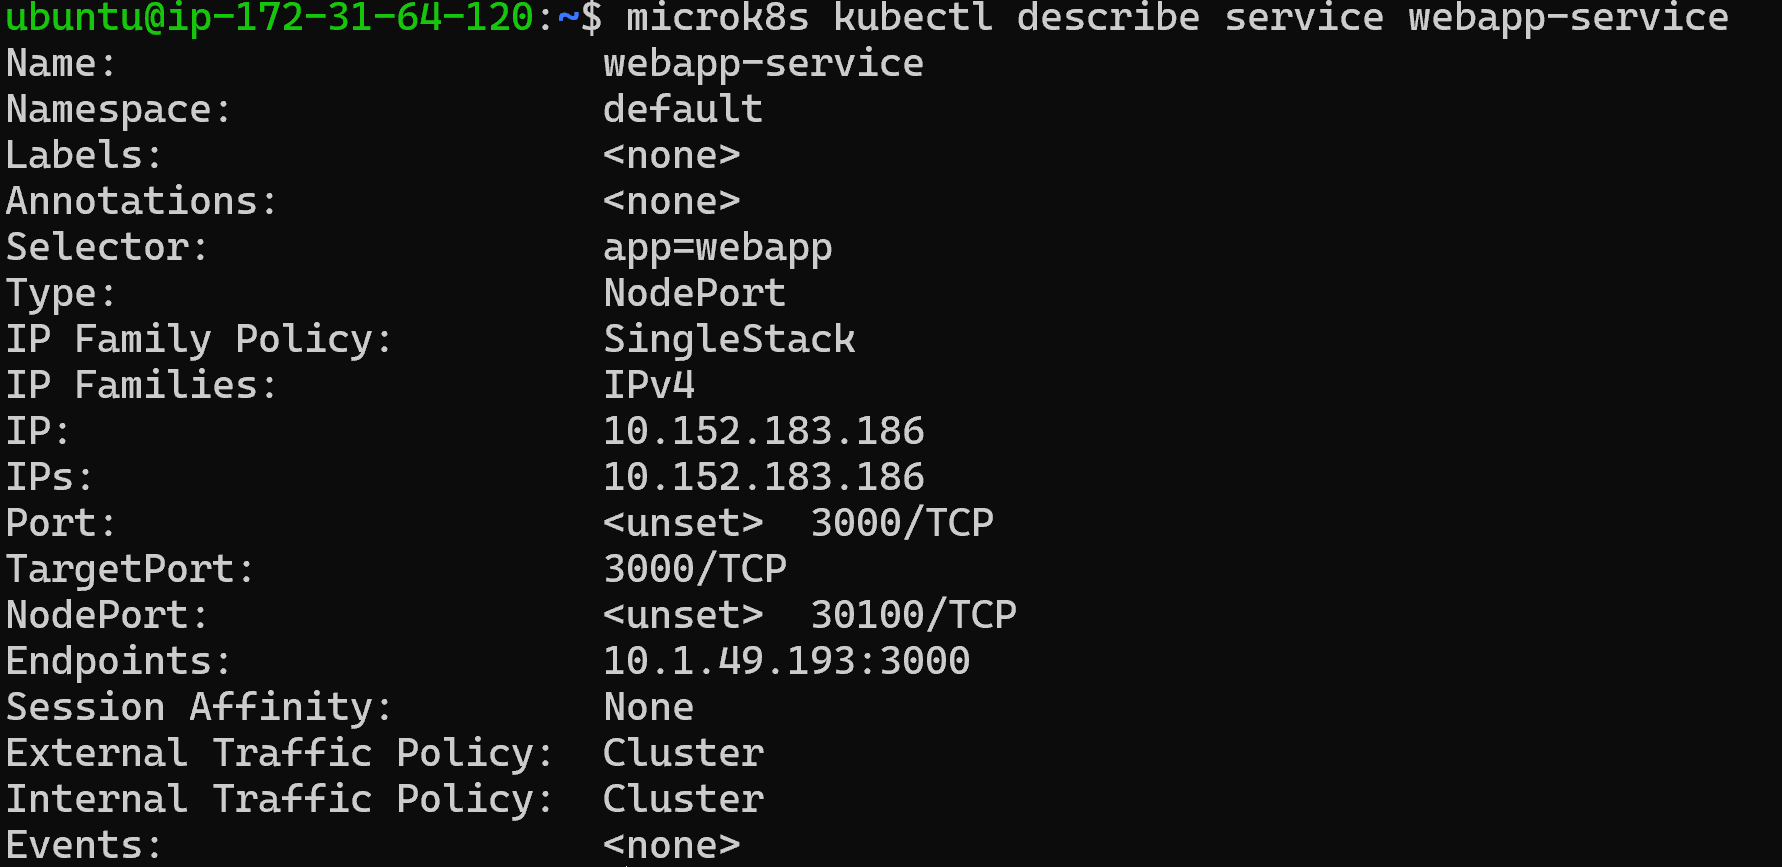 ubuntu@ip-172-31-64-120:~$ microk8s kubectl describe service webapp-service
Name:                     webapp-service
Namespace:                default
Labels:                   <none>
Annotations:              <none>
Selector:                 app=webapp
Type:                     NodePort
IP Family Policy:         SingleStack
IP Families:              IPv4
IP:                       10.152.183.186
IPs:                      10.152.183.186
Port:                     <unset>  3000/TCP
TargetPort:               3000/TCP
NodePort:                 <unset>  30100/TCP
Endpoints:                10.1.49.193:3000
Session Affinity:         None
External Traffic Policy:  Cluster
Internal Traffic Policy:  Cluster
Events:                   <none>